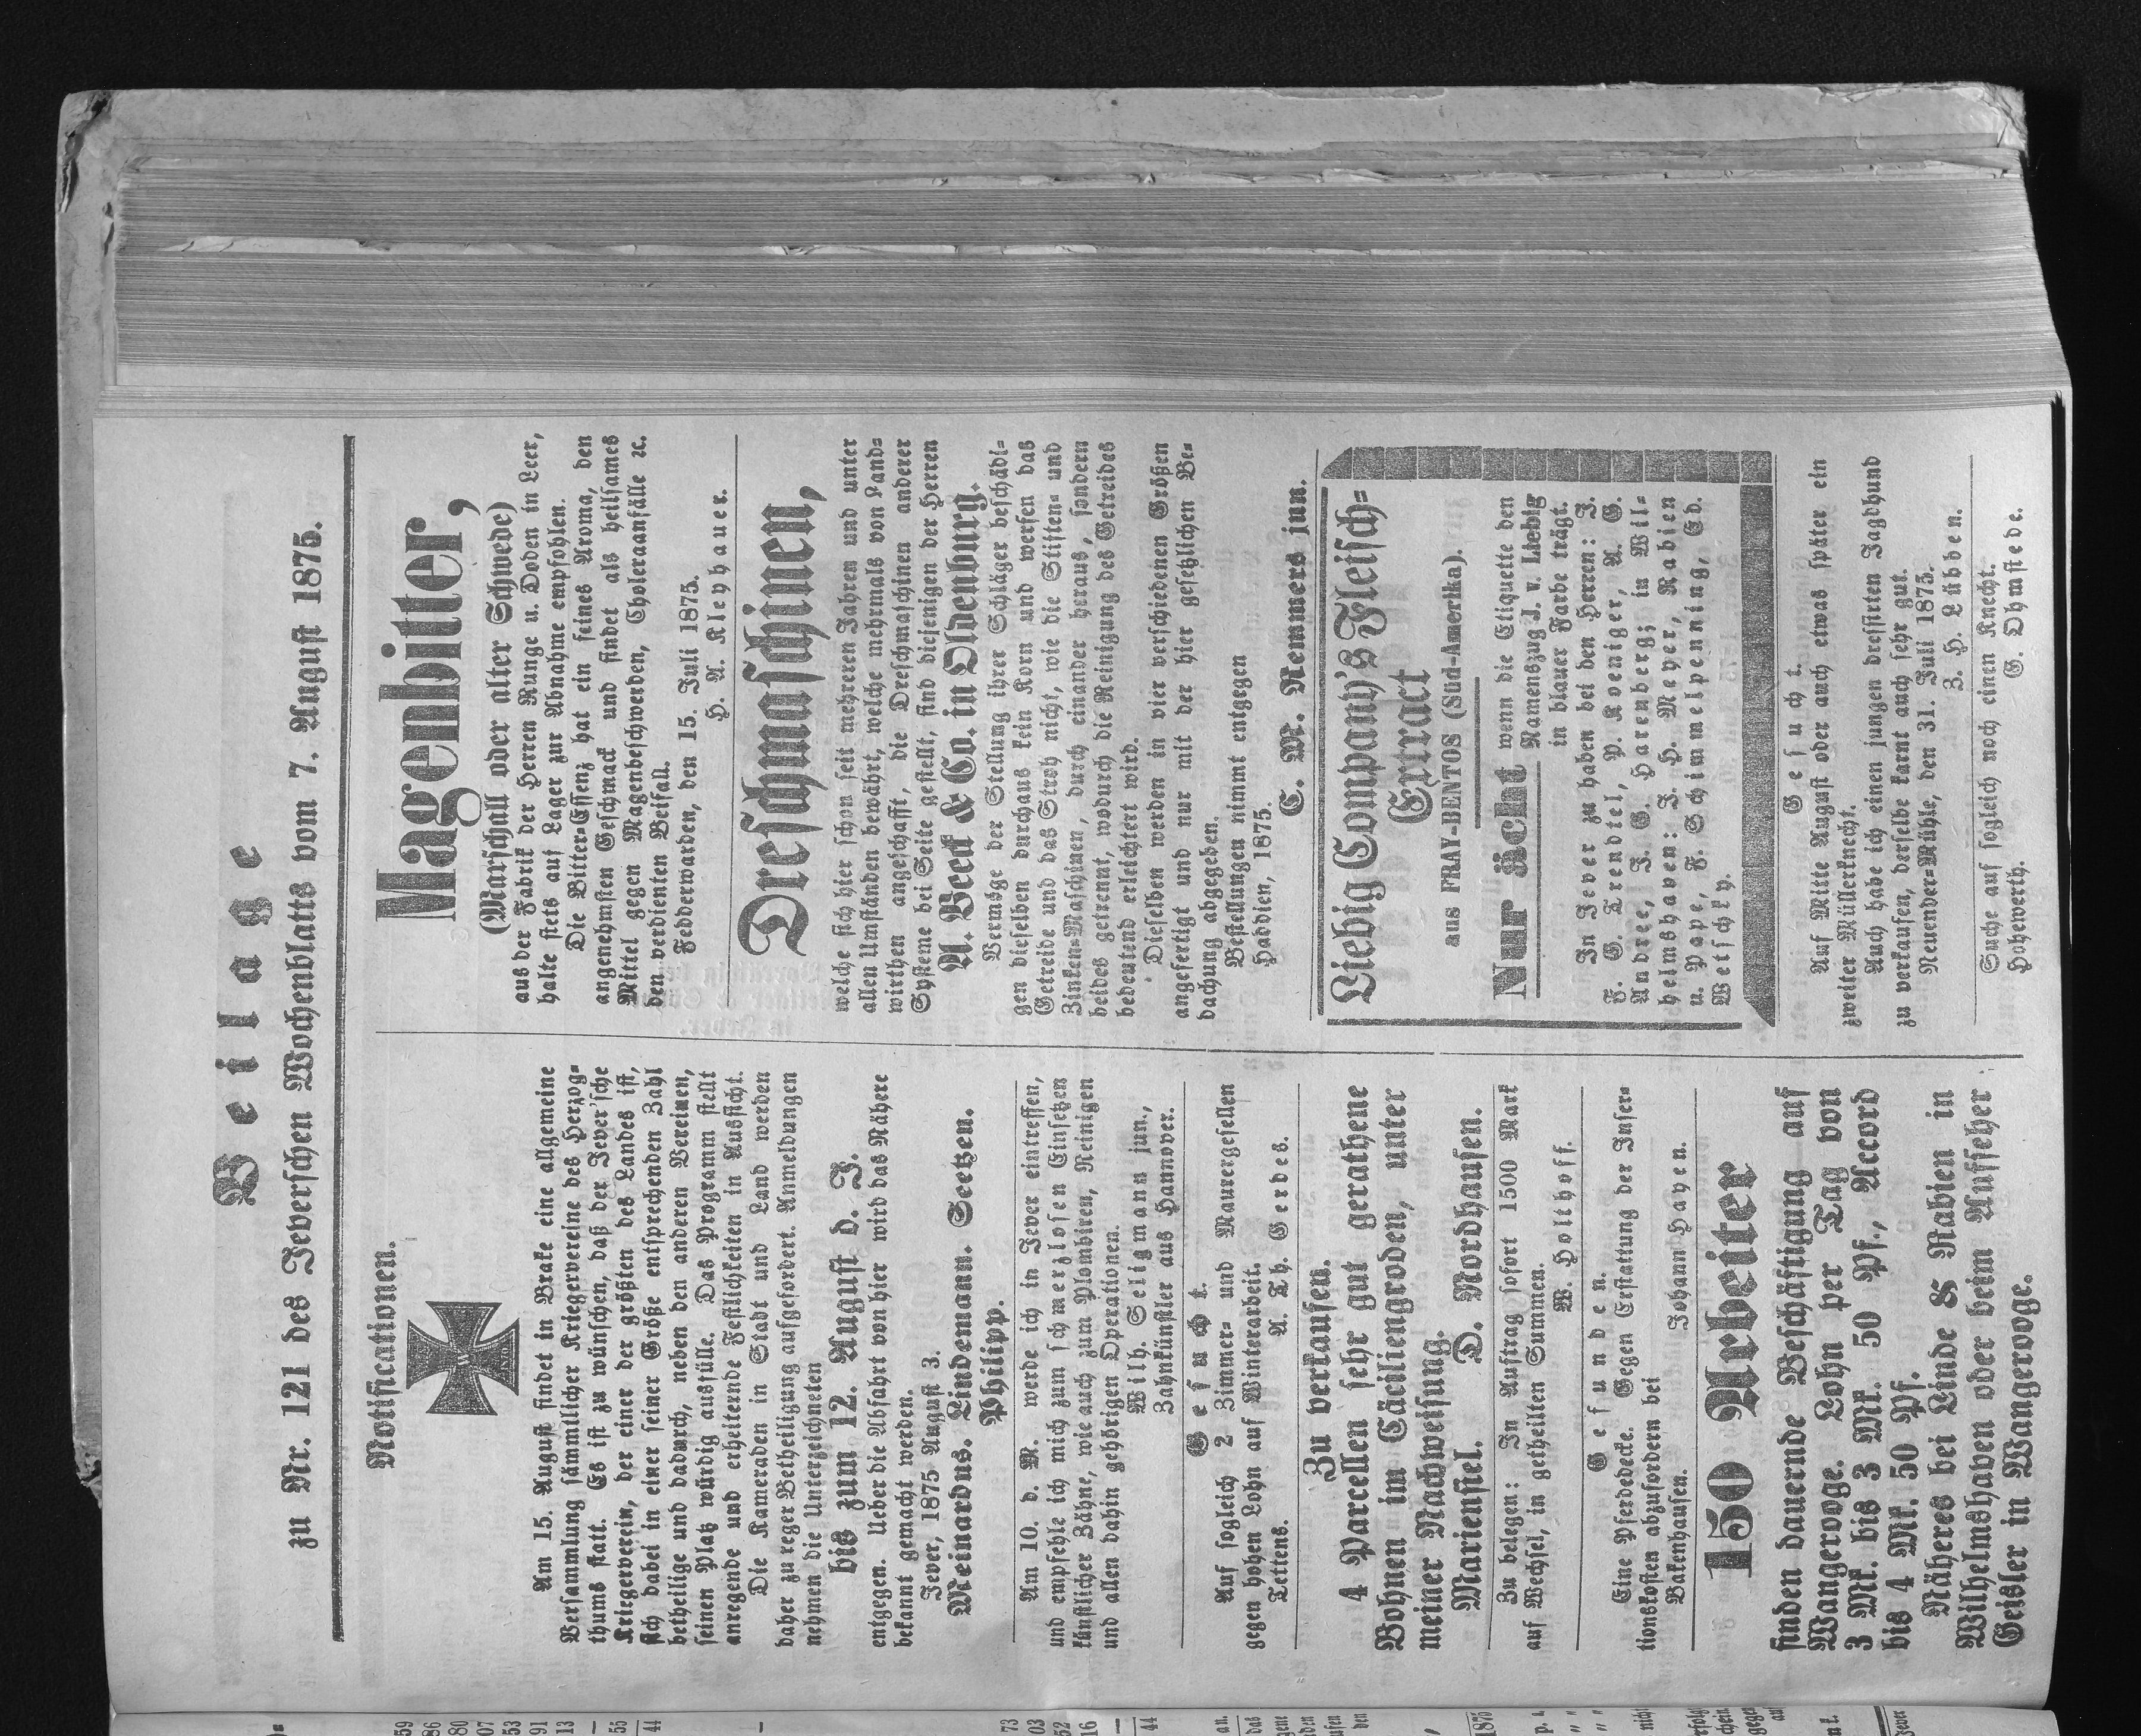 Beilage
zu Nr. 121 des Jeverschen Wochenblatts vom 7. August 1875.
Notificationen.
W
Am 15. August findet in Brake eine allgemeine
Versammlung sämmtlicher Kriegervereine des Herzog-
thums statt. Es ist zu wünschen, daß der Jever'sche
Kriegerverein, der einer der größten des Landes ist,
sich dabei in einer seiner Größe entsprechenden Zahl
betheilige und dadurch, neben den anderen Vereinen,
seinen Platz würdig ausfülle. Das Programm stellt
anregende und erheiternde Festlichkeiten in Aussicht.
Die Kameraden in Stadt und Land werden
daher zu reger Betheiligung aufgefordert. Anmeldungen
nehmen die Unterzeichneten
bis zum 12. August d. J.
entgegen. Ueber die Abfahrt von hier wird das Nähere
bekannt gemacht werden.
Jever, 1875 August 3.
Meinardus. Lindemann. Seetzen.
Philipp.
Am 10. d. M. werde ich in Jever eintreffen,
und empfehle ich mich zum schmerzlosen Einsetzen
künstlicher Zähne, wie auch zum Plombiren, Reinigen
und allen dahin gehörigen Operationen.
Wilh. Seligmann jun.,
Zahnkünstler aus Hannover.
Gesucht.
Auf sogleich 2 Zimmer- und Maurergesellen
gegen hohen Lohn auf Winterarbeit.
Tettens. A. Th. Gerdes.
Zu verkaufen.
4 Parcellen sehr gut gerathene
Bohnen im Cäciliengroden, unter
meiner Nachweisung.
Mariensiel. D. Nordhausen.
Zu belegen: In Auftrag sofort 1500 Mark
auf Wechsel, in getheilten Summen.
W. Holthoff.
Gefunden.
Eine Pferdedecke. Gegen Erstattung der Inser-
tionskosten abzufordern bei
Bakenhausen. Johann Hayen.
150 Arbeiter
finden dauernde Beschäftigung auf
Wangerooge. Lohn per Tag von
3 Mk. bis 3 Mk. 50 Pf., Accord
bis 4 Mk. 50 Pf.
Näheres bei Linde & Rabien in
Wilhelmshaven oder beim Aufseher
Geisler in Wangerooge.
Magenbitter,
(Marschall oder alter Schwede)
aus der Fabrik der Herren Runge u. Doden in Leer,
halte stets auf Lager zur Abnahme empfohlen.
Die Bitter-Essenz hat ein feines Aroma, den
angenehmsten Geschmack und findet als heilsames
Mittel gegen Magenbeschwerden, Choleraanfälle ꝛc.
den verdienten Beifall.
Fedderwarden, den 15. Juli 1875.
H. A. Kleyhauer.
Dreschmaschinen,
welche sich hier schon seit mehreren Jahren und unter
allen Umständen bewährt, welche mehrmals von Land-
wirthen angeschafft, die Dreschmaschinen anderer
Systeme bei Seite gestellt, sind diejenigen der Herren
A. Beeck & Co. in Oldenburg.
Vermöge der Stellung ihrer Schläger beschädi-
gen dieselben durchaus kein Korn und werfen das
Getreide und das Stroh nicht, wie die Stiften- und
Zinken-Maschinen, durch einander heraus, sondern
beides getrennt, wodurch die Reinigung des Getreides
bedeutend erleichtert wird.
Dieselben werden in vier verschiedenen Größen
angefertigt und nur mit der hier gesetzlichen Be-
dachung abgegeben.
Bestellungen nimmt entgegen
Haddien, 1875.
C. M. Remmers jun.
Liebig Company's Fleisch-
Extract
aus FRAY-BENTOS (Süd-Amerika).
Nur ächt wenn die Etiquette den
Namenszug J. v. Liebig
in blauer Farbe trägt.
In Jever zu haben bei den Herren: J.
F. G. Trendtel, P. Koeniger, A. G.
Andree, J. G. Harenberg; in Wil-
helmshaven: J. H. Meyer, Rabien
u. Pape, F. Schimmelpenning, Ed.
Wetschky.
Gesucht.
Auf Mitte August oder auch etwas später ein
zweiter Müllerknecht.
Auch habe ich einen jungen dressirten Jagdhund
zu verkaufen, derselbe karnt auch sehr gut.
Neuender-Mühle, den 31. Juli 1875.
J. H. Lübben.
Suche auf sogleich noch einen Knecht.
Hohewerth. G. Ohmstede.